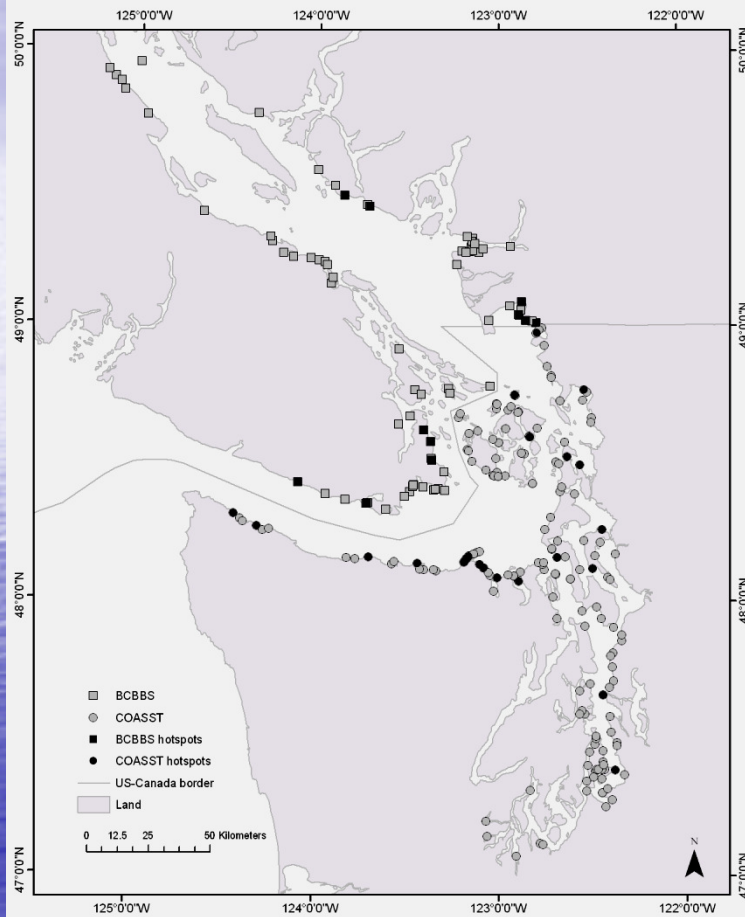 125°0'0"W 124°0'0"W 123°0'0"W 122°0'0"W
50°0'0"N 50°0'0"N
49°0'0"N 49°0'0"N
48°0'0"N 48°0'0"N
BCBBS
COASST
BCBBS hotspots
COASST hotspots
US-Canada border
Land
0 12.5 25 50 Kilometers
N
47°0'0"N 47°0'0"N
125°0'0"W 124°0'0"W 123°0'0"W 122°0'0"W